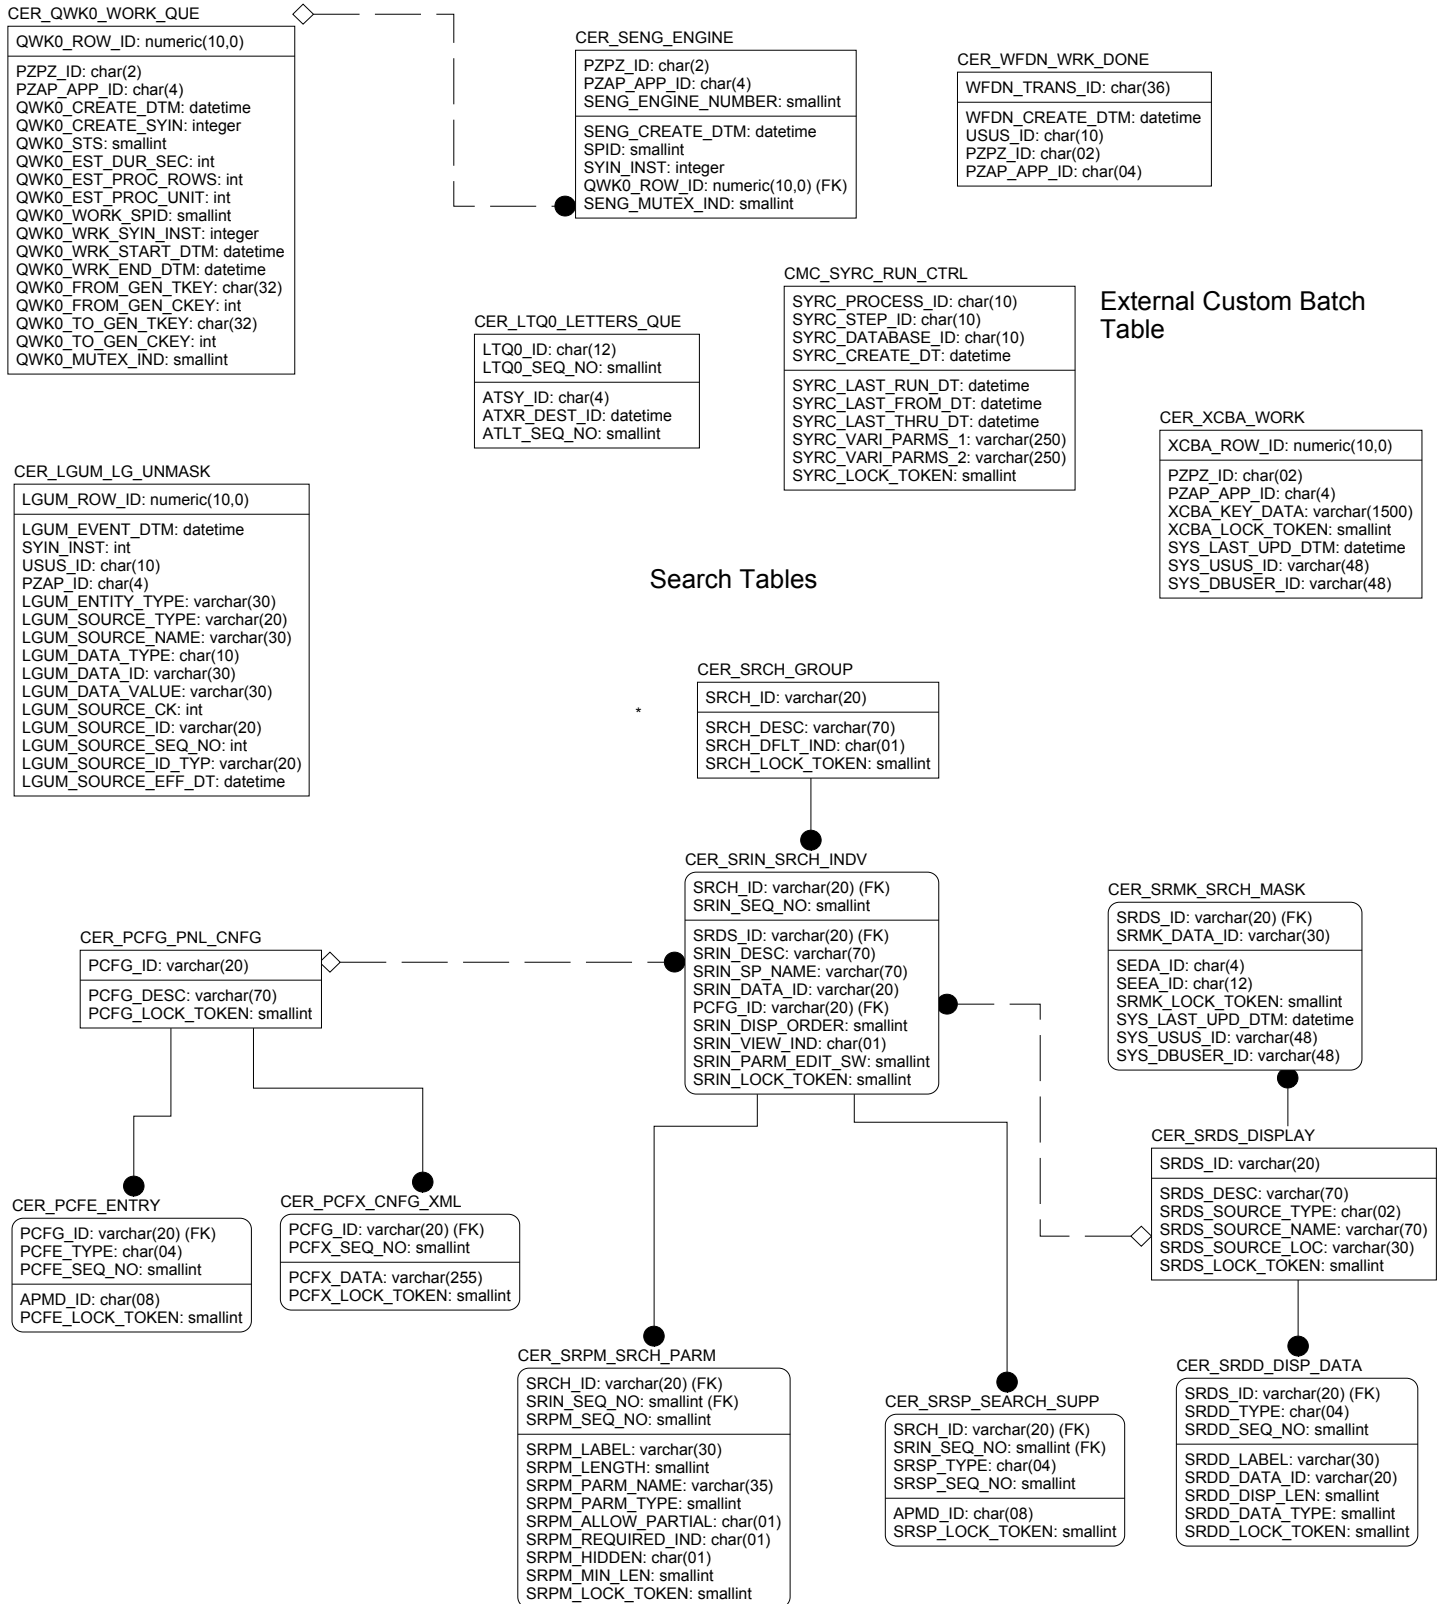 CER_QWK0_WORK_QUE
QWK0_ROW_ID: numeric(10,0)
PZPZ_ID: char(2)
PZAP_APP_ID: char(4)
QWK0_CREATE_DTM: datetime
QWK0_CREATE_SYIN: integer
QWK0_STS: smallint
QWK0_EST_DUR_SEC: int
QWK0_EST_PROC_ROWS: int
QWK0_EST_PROC_UNIT: int
QWK0_WORK_SPID: smallint
QWK0_WRK_SYIN_INST: integer
QWK0_WRK_START_DTM: datetime
QWK0_WRK_END_DTM: datetime
QWK0_FROM_GEN_TKEY: char(32)
QWK0_FROM_GEN_CKEY: int
QWK0_TO_GEN_TKEY: char(32)
QWK0_TO_GEN_CKEY: int
QWK0_MUTEX_IND: smallint
CER_SENG_ENGINE
PZPZ_ID: char(2)
PZAP_APP_ID: char(4)
SENG_ENGINE_NUMBER: smallint
SENG_CREATE_DTM: datetime
SPID: smallint
SYIN_INST: integer
QWK0_ROW_ID: numeric(10,0) (FK)
SENG_MUTEX_IND: smallint
CER_WFDN_WRK_DONE
WFDN_TRANS_ID: char(36)
WFDN_CREATE_DTM: datetime
USUS_ID: char(10)
PZPZ_ID: char(02)
PZAP_APP_ID: char(04)
CER_LTQ0_LETTERS_QUE
LTQ0_ID: char(12)
LTQ0_SEQ_NO: smallint
ATSY_ID: char(4)
ATXR_DEST_ID: datetime
ATLT_SEQ_NO: smallint
CMC_SYRC_RUN_CTRL
SYRC_PROCESS_ID: char(10)
SYRC_STEP_ID: char(10)
SYRC_DATABASE_ID: char(10)
SYRC_CREATE_DT: datetime
SYRC_LAST_RUN_DT: datetime
SYRC_LAST_FROM_DT: datetime
SYRC_LAST_THRU_DT: datetime
SYRC_VARI_PARMS_1: varchar(250)
SYRC_VARI_PARMS_2: varchar(250)
SYRC_LOCK_TOKEN: smallint
External Custom Batch
Table
CER_XCBA_WORK
XCBA_ROW_ID: numeric(10,0)
PZPZ_ID: char(02)
PZAP_APP_ID: char(4)
XCBA_KEY_DATA: varchar(1500)
XCBA_LOCK_TOKEN: smallint
SYS_LAST_UPD_DTM: datetime
SYS_USUS_ID: varchar(48)
SYS_DBUSER_ID: varchar(48)
CER_LGUM_LG_UNMASK
LGUM_ROW_ID: numeric(10,0)
LGUM_EVENT_DTM: datetime
SYIN_INST: int
USUS_ID: char(10)
PZAP_ID: char(4)
LGUM_ENTITY_TYPE: varchar(30)
LGUM_SOURCE_TYPE: varchar(20)
LGUM_SOURCE_NAME: varchar(30)
LGUM_DATA_TYPE: char(10)
LGUM_DATA_ID: varchar(30)
LGUM_DATA_VALUE: varchar(30)
LGUM_SOURCE_CK: int
LGUM_SOURCE_ID: varchar(20)
LGUM_SOURCE_SEQ_NO: int
LGUM_SOURCE_ID_TYP: varchar(20)
LGUM_SOURCE_EFF_DT: datetime
Search Tables
*
CER_SRCH_GROUP
SRCH_ID: varchar(20)
SRCH_DESC: varchar(70)
SRCH_DFLT_IND: char(01)
SRCH_LOCK_TOKEN: smallint
CER_SRIN_SRCH_INDV
SRCH_ID: varchar(20) (FK)
SRIN_SEQ_NO: smallint
SRDS_ID: varchar(20) (FK)
SRIN_DESC: varchar(70)
SRIN_SP_NAME: varchar(70)
SRIN_DATA_ID: varchar(20)
PCFG_ID: varchar(20) (FK)
SRIN_DISP_ORDER: smallint
SRIN_VIEW_IND: char(01)
SRIN_PARM_EDIT_SW: smallint
SRIN_LOCK_TOKEN: smallint
CER_SRMK_SRCH_MASK
SRDS_ID: varchar(20) (FK)
SRMK_DATA_ID: varchar(30)
SEDA_ID: char(4)
SEEA_ID: char(12)
SRMK_LOCK_TOKEN: smallint
SYS_LAST_UPD_DTM: datetime
SYS_USUS_ID: varchar(48)
SYS_DBUSER_ID: varchar(48)
CER_PCFG_PNL_CNFG
PCFG_ID: varchar(20)
PCFG_DESC: varchar(70)
PCFG_LOCK_TOKEN: smallint
CER_SRDS_DISPLAY
SRDS_ID: varchar(20)
SRDS_DESC: varchar(70)
SRDS_SOURCE_TYPE: char(02)
SRDS_SOURCE_NAME: varchar(70)
SRDS_SOURCE_LOC: varchar(30)
SRDS_LOCK_TOKEN: smallint
CER_PCFE_ENTRY
PCFG_ID: varchar(20) (FK)
PCFE_TYPE: char(04)
PCFE_SEQ_NO: smallint
APMD_ID: char(08)
PCFE_LOCK_TOKEN: smallint
CER_PCFX_CNFG_XML
PCFG_ID: varchar(20) (FK)
PCFX_SEQ_NO: smallint
PCFX_DATA: varchar(255)
PCFX_LOCK_TOKEN: smallint
CER_SRPM_SRCH_PARM
SRCH_ID: varchar(20) (FK)
SRIN_SEQ_NO: smallint (FK)
SRPM_SEQ_NO: smallint
SRPM_LABEL: varchar(30)
SRPM_LENGTH: smallint
SRPM_PARM_NAME: varchar(35)
SRPM_PARM_TYPE: smallint
SRPM_ALLOW_PARTIAL: char(01)
SRPM_REQUIRED_IND: char(01)
SRPM_HIDDEN: char(01)
SRPM_MIN_LEN: smallint
SRPM_LOCK_TOKEN: smallint
CER_SRSP_SEARCH_SUPP
SRCH_ID: varchar(20) (FK)
SRIN_SEQ_NO: smallint (FK)
SRSP_TYPE: char(04)
SRSP_SEQ_NO: smallint
APMD_ID: char(08)
SRSP_LOCK_TOKEN: smallint
CER_SRDD_DISP_DATA
SRDS_ID: varchar(20) (FK)
SRDD_TYPE: char(04)
SRDD_SEQ_NO: smallint
SRDD_LABEL: varchar(30)
SRDD_DATA_ID: varchar(20)
SRDD_DISP_LEN: smallint
SRDD_DATA_TYPE: smallint
SRDD_LOCK_TOKEN: smallint